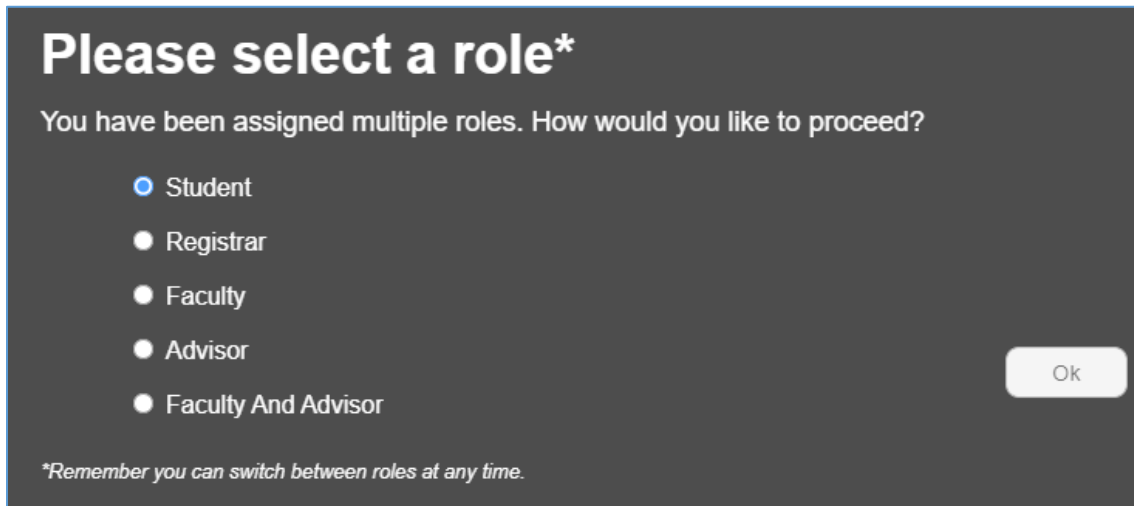 Please select a role*
You have been assigned multiple roles. How would you like to proceed?
Student
Registrar
Faculty
Advisor
Ok
Faculty And Advisor
*Remember you can switch between roles at any time.